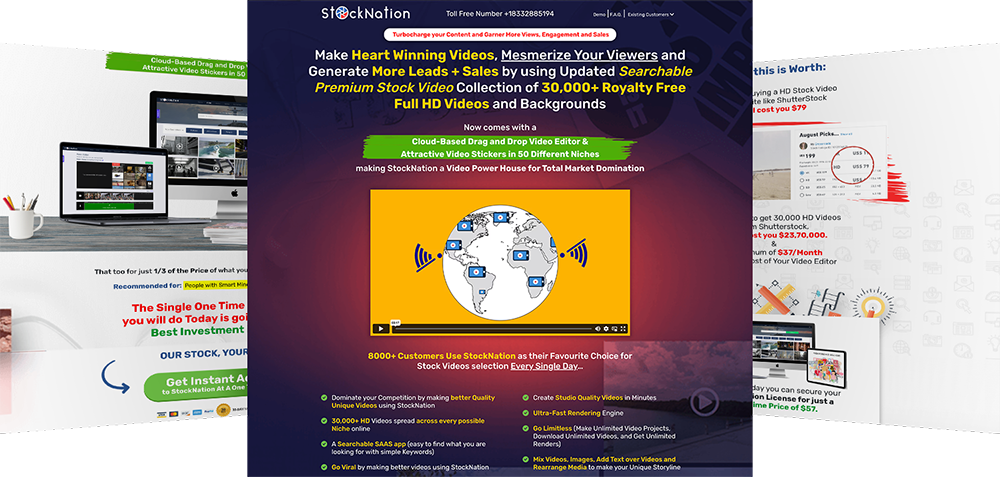 StockNation
Toll Free Number +18332885194
Demo | F.A.Q. | Existing Customers
Turbocharge your Content and Garner More Views, Engagement and Sales
Make Heart Winning Videos, Mesmerize Your Viewers and
Generate More Leads + Sales by using Updated Searchable
Premium Stock Video Collection of 30,000+ Royalty Free
Full HD Videos and Backgrounds
Now comes with a
Cloud-Based Drag and Drop Video Editor &
Attractive Video Stickers in 50 Different Niches
making StockNation a Video Power House for Total Market Domination
8000+ Customers Use StockNation as their Favourite Choice for
Stock Videos selection Every Single Day...
Dominate your Competition by making better Quality
Unique Videos using StockNation
30,000+ HD Videos spread across every possible
Niche online
A Searchable SAAS app (easy to find what you are
looking for with simple Keywords)
Go Viral by making better videos using StockNation
Create Studio Quality Videos in Minutes
Ultra-Fast Rendering Engine
Go Limitless (Make Unlimited Video Projects,
Download Unlimited Videos, and Get Unlimited
Renders)
Mix Videos, Images, Add Text over Videos and
Rearrange Media to make your Unique Storyline
Cloud-Based Drag and Drop
Attractive Video Stickers in 50
That too for just 1/3 of the Price of what
Recommended for: People with Smart
The Single One Time
you will do Today is
Best Investment
OUR STOCK, YOUR
Get Instant
to StockNation At A One
this is Worth:
a HD Stock Video
like ShutterStock
cost you $79
August Picks...
$199
HD
US$ 79
to get 30,000 HD Videos
Shutterstock.
you $23,70,000.
&
of $37/Month
of Your Video Editor
you can secure your
License for just a
Price of $57.